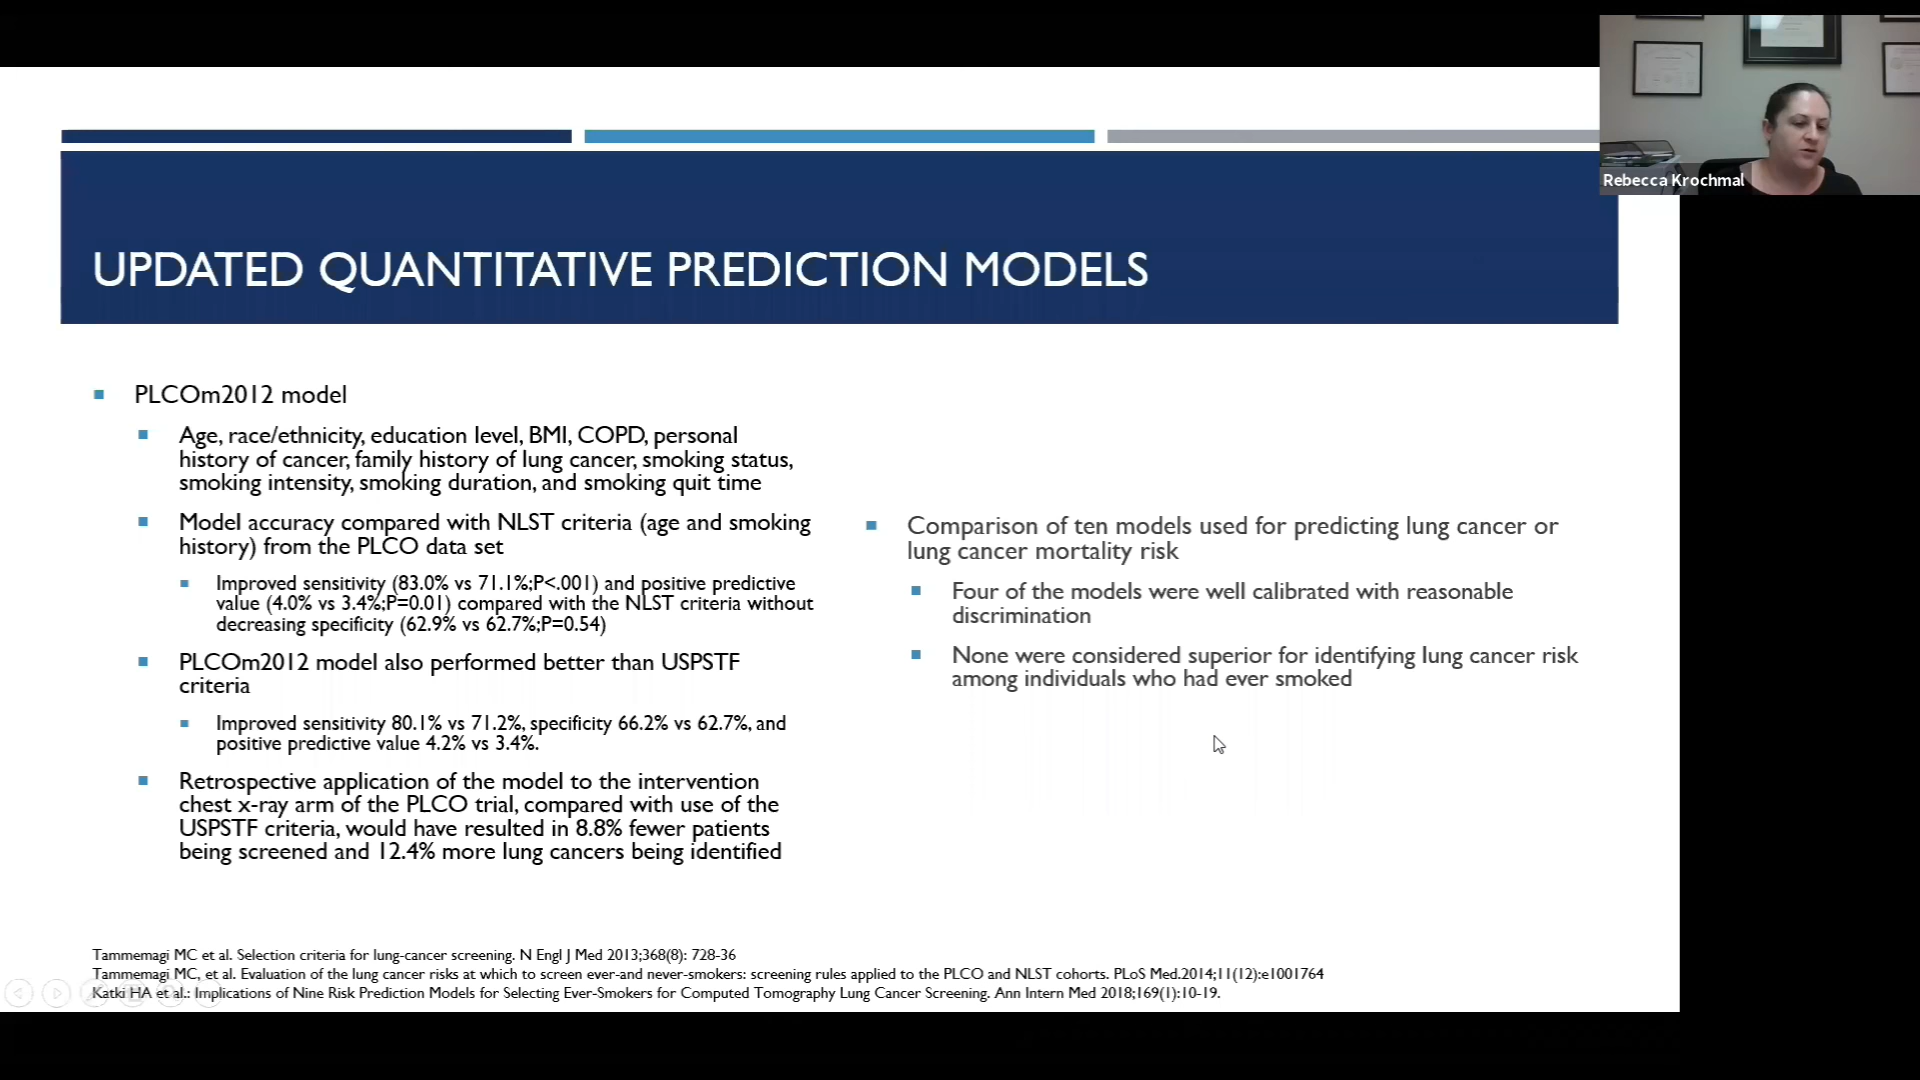 Rebecca Krochmal
UPDATED QUANTITATIVE PREDICTION MODELS
PLCOm2012 model
Age, race/ethnicity, education level, BMI, COPD, personal
history of cancer, family history of lung cancer, smoking status,
smoking intensity, smoking duration, and smoking quit time
Model accuracy compared with NLST criteria (age and smoking
history) from the PLCO data set
Improved sensitivity (83.0% vs 71.1%;P<.001) and positive predictive
value (4.0% vs 3.4%;P=0.01) compared with the NLST criteria without
decreasing specificity (62.9% vs 62.7%;P=0.54)
PLCOm2012 model also performed better than USPSTF
criteria
Improved sensitivity 80.1% vs 71.2%, specificity 66.2% vs 62.7%, and
positive predictive value 4.2% vs 3.4%.
Retrospective application of the model to the intervention
chest x-ray arm of the PLCO trial, compared with use of the
USPSTF criteria, would have resulted in 8.8% fewer patients
being screened and 12.4% more lung cancers being identified
Comparison of ten models used for predicting lung cancer or
lung cancer mortality risk
Four of the models were well calibrated with reasonable
discrimination
None were considered superior for identifying lung cancer risk
among individuals who had ever smoked
Tammemagi MC et al. Selection criteria for lung-cancer screening. N Engl J Med 2013;368(8): 728-36
Tammemagi MC, et al. Evaluation of the lung cancer risks at which to screen ever-and never-smokers: screening rules applied to the PLCO and NLST cohorts. PLoS Med.2014;11(12):e1001764
Katki HA et al.: Implications of Nine Risk Prediction Models for Selecting Ever-Smokers for Computed Tomography Lung Cancer Screening. Ann Intern Med 2018;169(1):10-19.